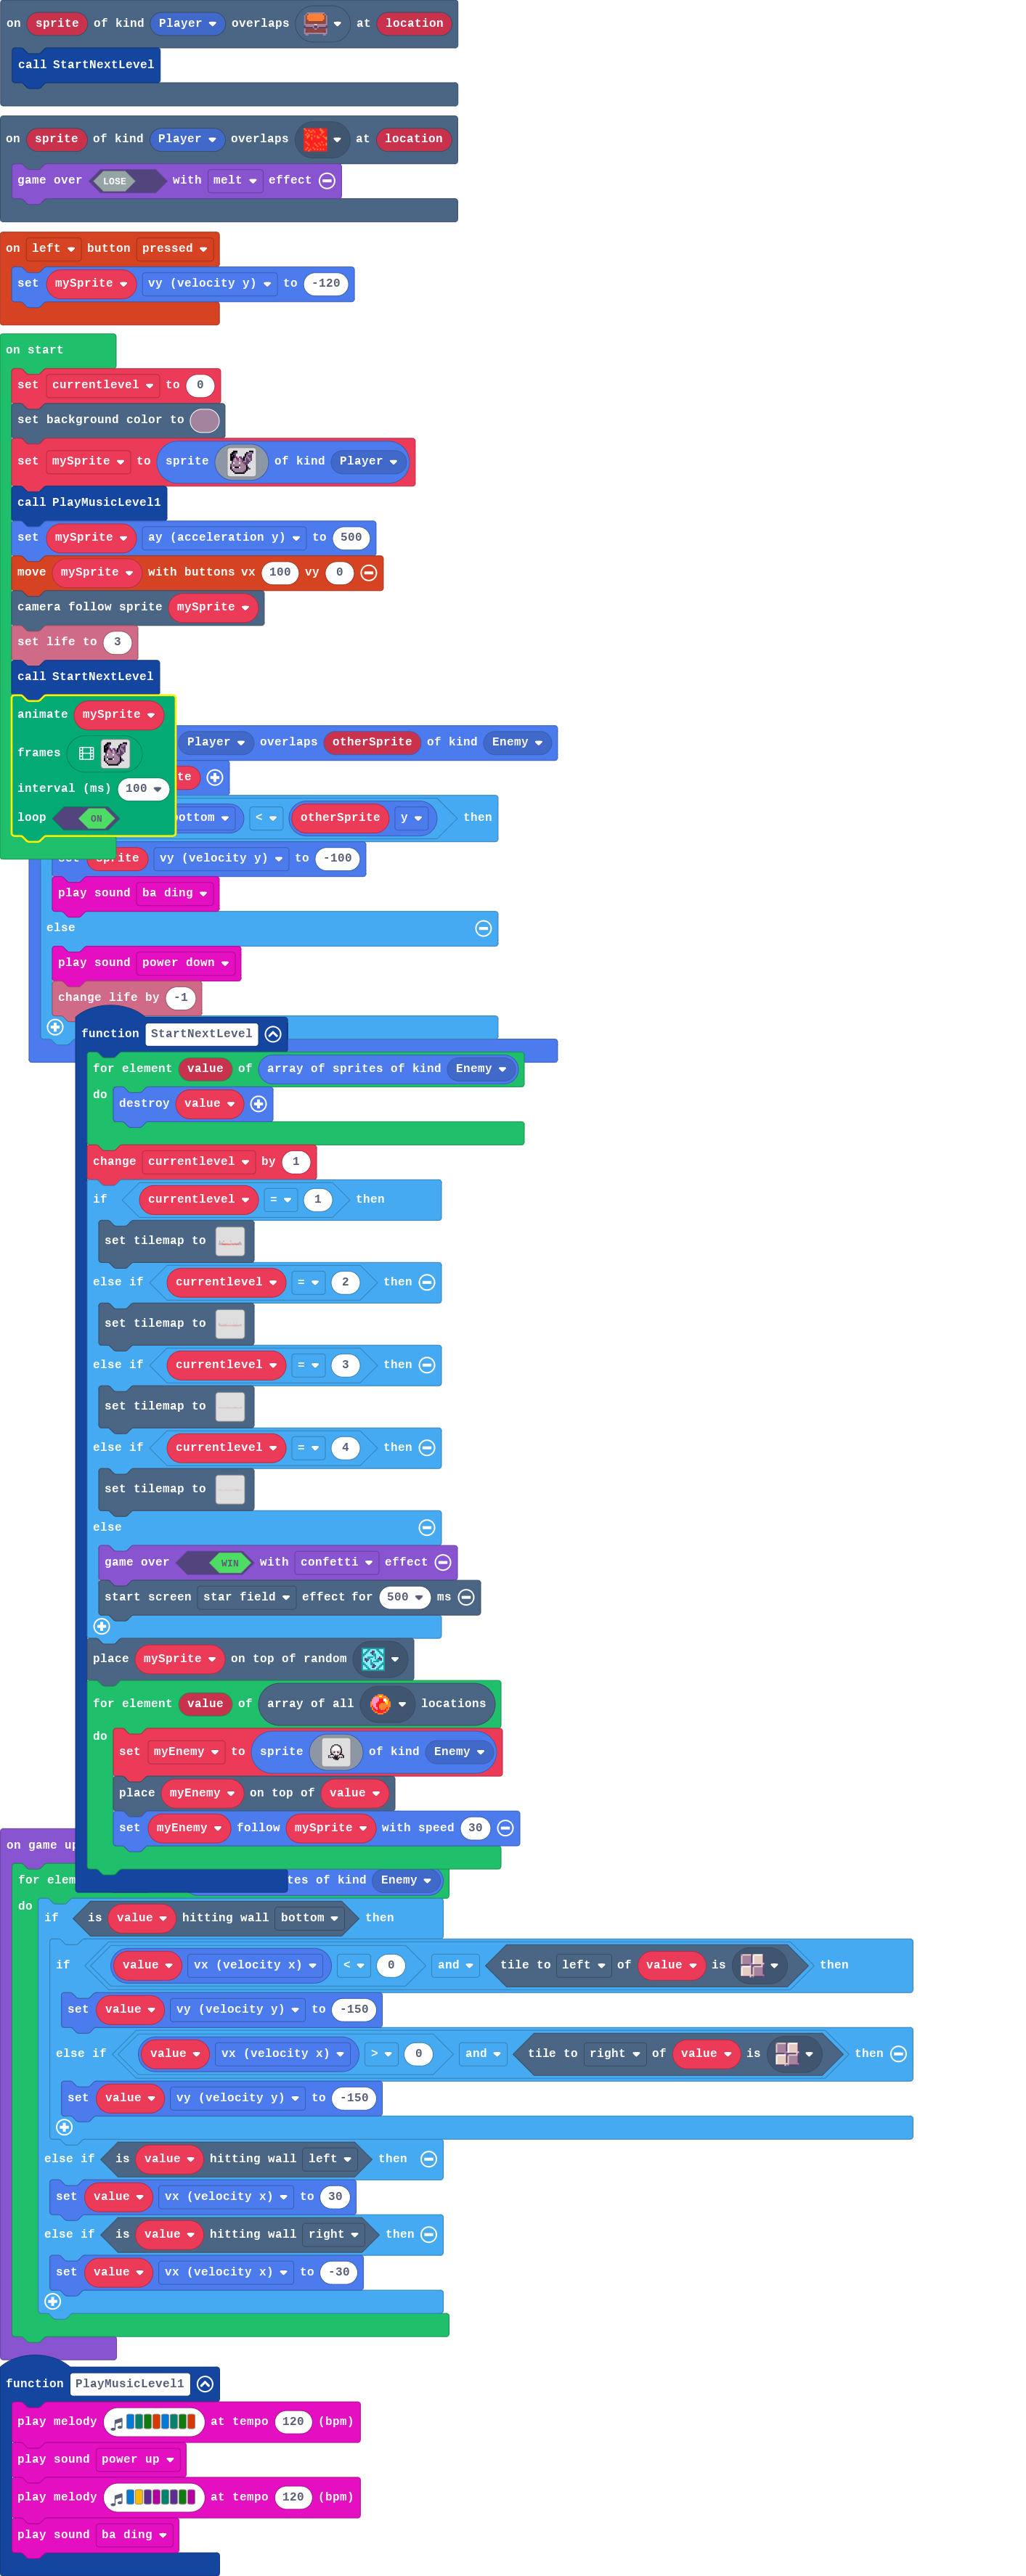 on sprite of kind Player overlaps at location
call StartNextLevel
on sprite of kind Player overlaps at location
game over LOSE with melt effect
on left button pressed
set mySprite vy (velocity y) to -120
on start
set currentlevel to 0
set background color to
set mySprite to sprite of kind Player
call PlayMusicLevel1
set mySprite ay (acceleration y) to 500
move mySprite with buttons vx 100 vy 0
camera follow sprite mySprite
set life to 3
call StartNextLevel
animate mySprite
frames
interval (ms) 100
loop ON
Player overlaps otherSprite of kind Enemy
te
ottom < otherSprite y then
set sprite vy (velocity y) to -100
play sound ba ding
else
play sound power down
change life by -1
function StartNextLevel
for element value of array of sprites of kind Enemy
do destroy value
change currentlevel by 1
if currentlevel = 1 then
set tilemap to
else if currentlevel = 2 then
set tilemap to
else if currentlevel = 3 then
set tilemap to
else if currentlevel = 4 then
set tilemap to
else
game over WIN with confetti effect
start screen star field effect for 500 ms
place mySprite on top of random
for element value of array of all locations
do set myEnemy to sprite of kind Enemy
place myEnemy on top of value
set myEnemy follow mySprite with speed 30
on game up
for elem tes of kind Enemy
do if is value hitting wall bottom then
if value vx (velocity x) < 0 and tile to left of value is then
set value vy (velocity y) to -150
else if value vx (velocity x) > 0 and tile to right of value is then
set value vy (velocity y) to -150
else if is value hitting wall left then
set value vx (velocity x) to 30
else if is value hitting wall right then
set value vx (velocity x) to -30
function PlayMusicLevel1
play melody at tempo 120 (bpm)
play sound power up
play melody at tempo 120 (bpm)
play sound ba ding